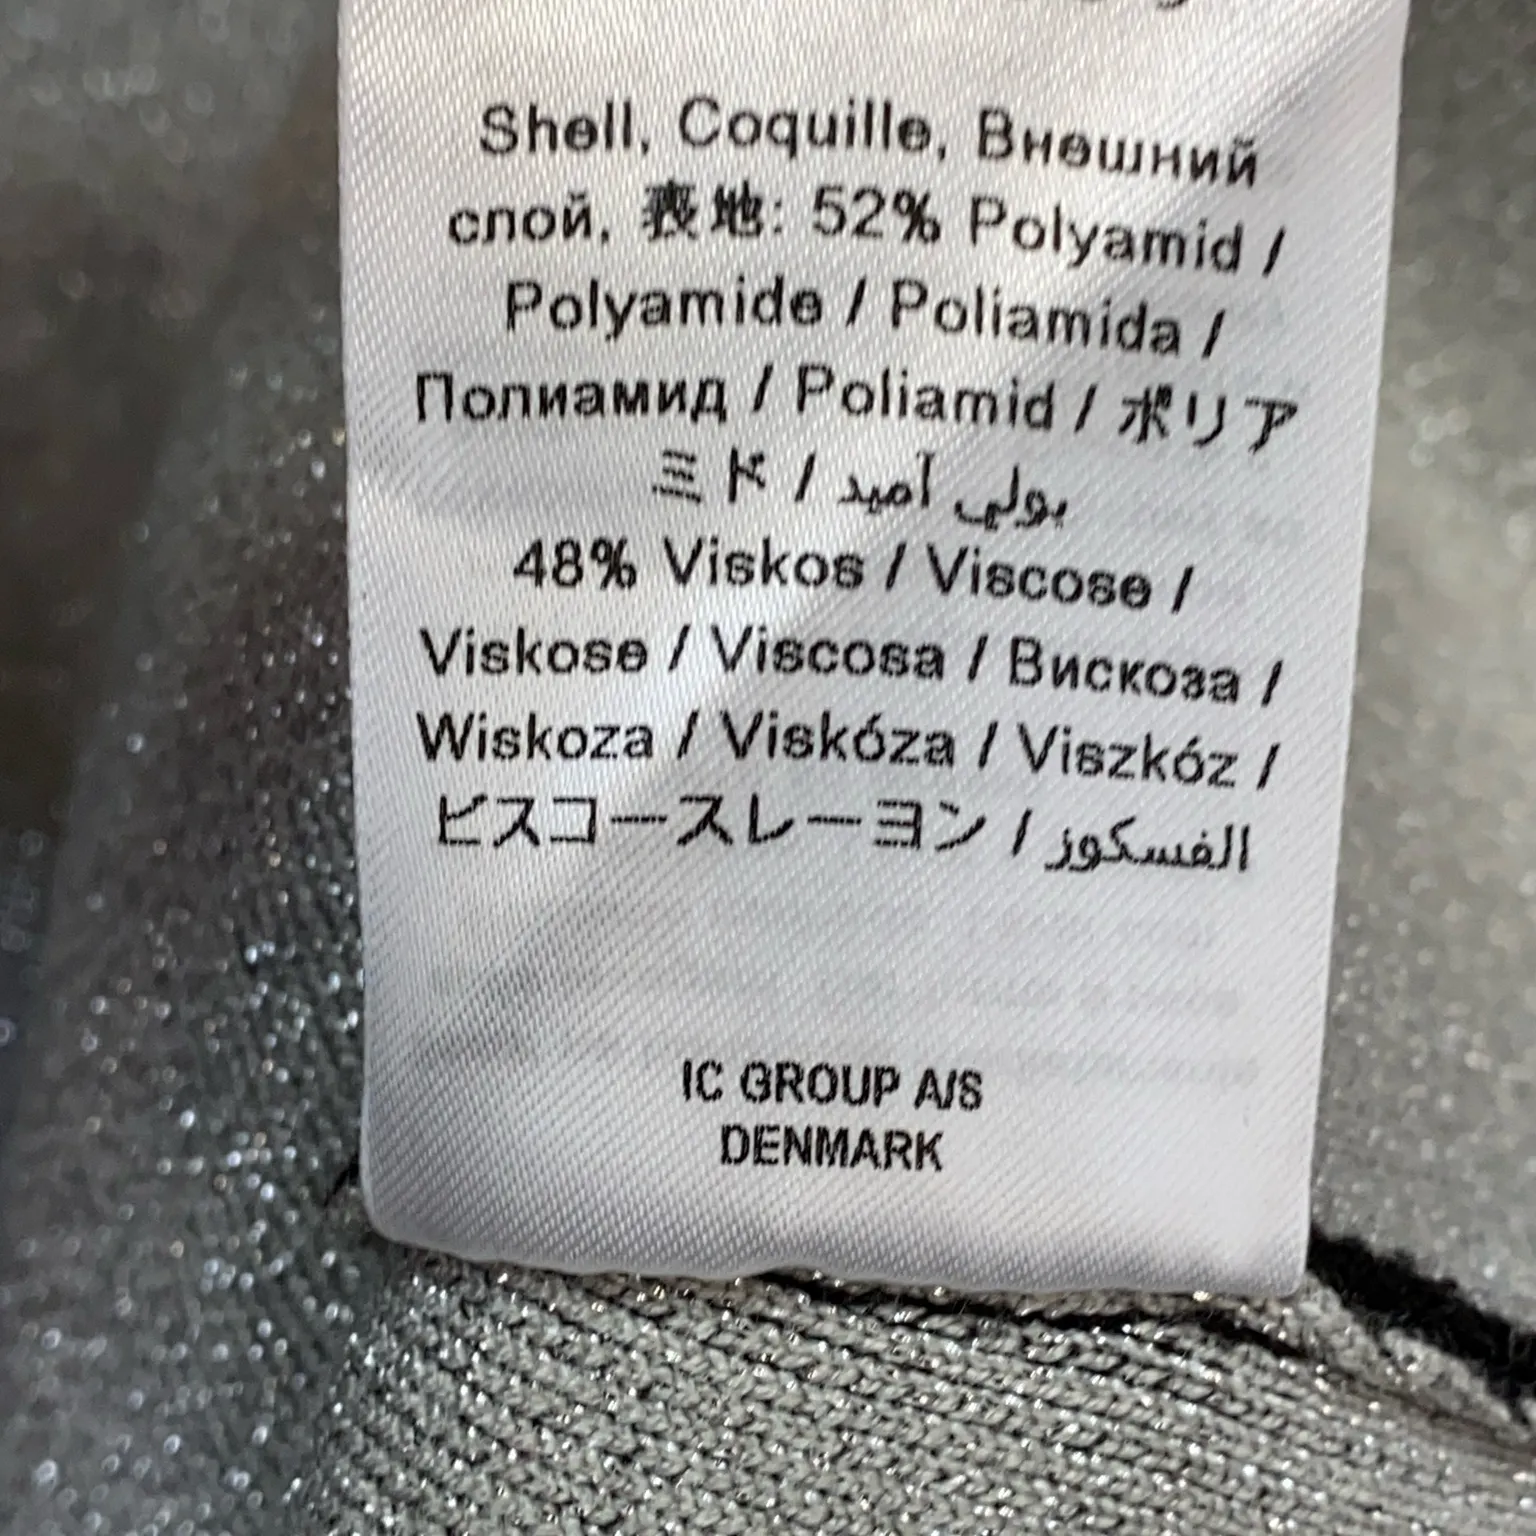 Shell, Coquille, Внешний
слой, 表地: 52% Polyamid /
Polyamide / Poliamida /
Полиамид / Poliamid / ポリア
ミド / بولي آميد
48% Viskos / Viscose /
Viskose / Viscosa / Вискоза /
Wiskoza / Viskóza / Viszkóz /
ビスコースレーヨン / الفسكوز
IC GROUP A/S
DENMARK